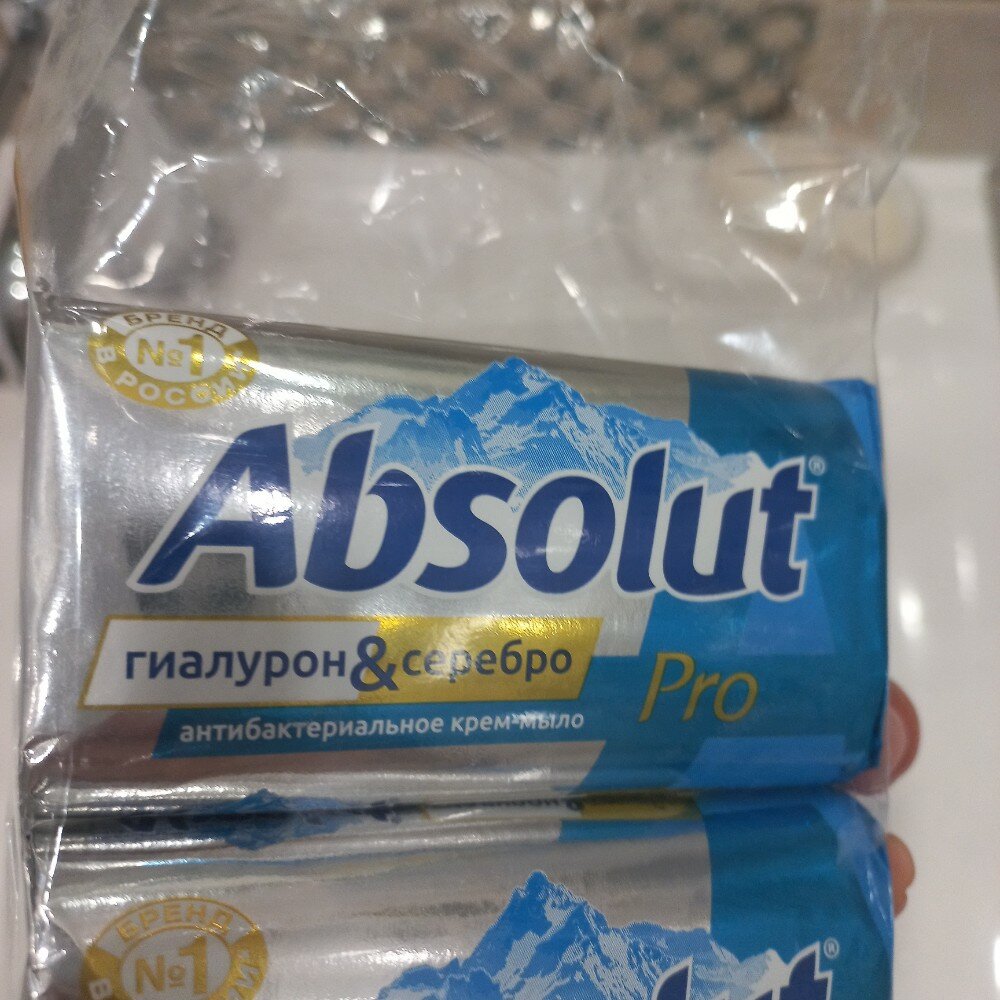 БРЕНД
№1
В РОССИИ
Absolut®
гиалурон&серебро
Pro
антибактериальное крем-мыло
БРЕНД
№1